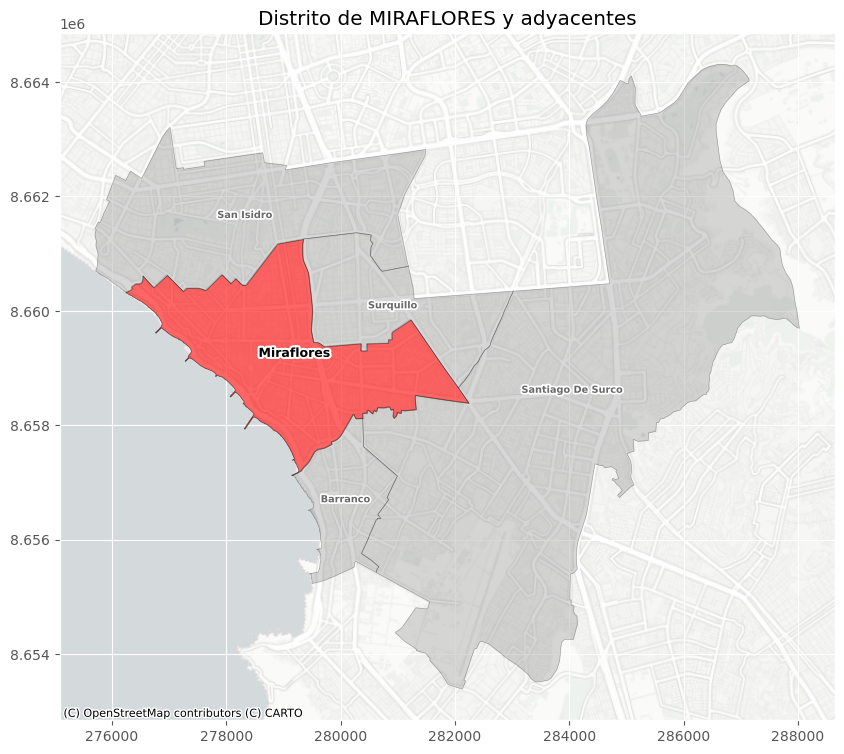 Distrito de MIRAFLORES y adyacentes
1e6
8.664
8.662
8.660
8.658
8.656
8.654
San Isidro
Surquillo
Miraflores
Santiago De Surco
Barranco
(C) OpenStreetMap contributors (C) CARTO
276000 278000 280000 282000 284000 286000 288000